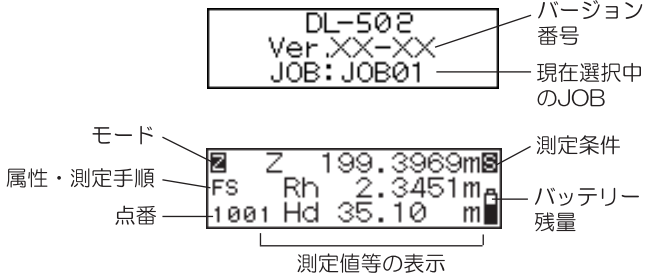 DL-502
Ver.XX-XX
JOB:JOB01
バージョン
番号
現在選択中
のJOB
モード
属性・測定手順
点番
Z Z 199.3969m S
FS Rh 2.3451m
1001 Hd 35.10 m
測定条件
バッテリー
残量
測定値等の表示